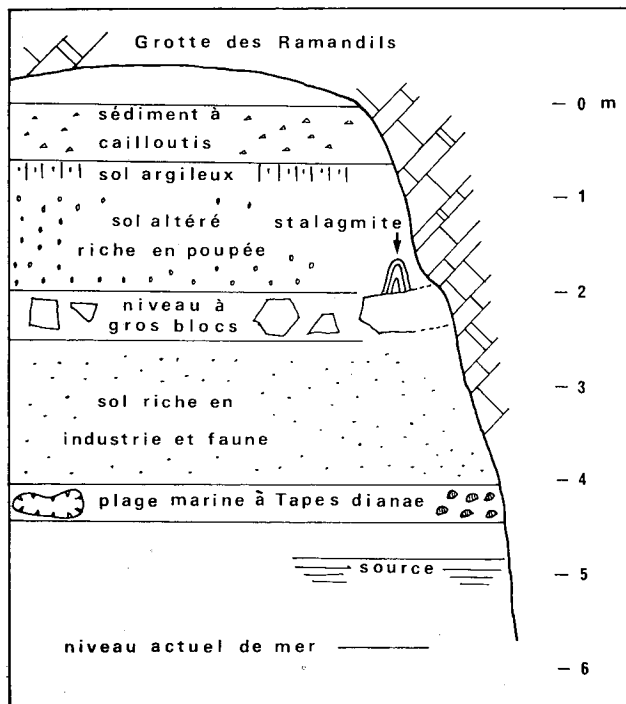 Grotte des Ramandils
— 0 m
sédiment à
cailloutis
sol argileux
— 1
sol altéré
stalagmite
riche en poupée
— 2
niveau à
gros blocs
— 3
sol riche en
industrie et faune
— 4
plage marine à Tapes dianae
source
— 5
niveau actuel de mer
— 6